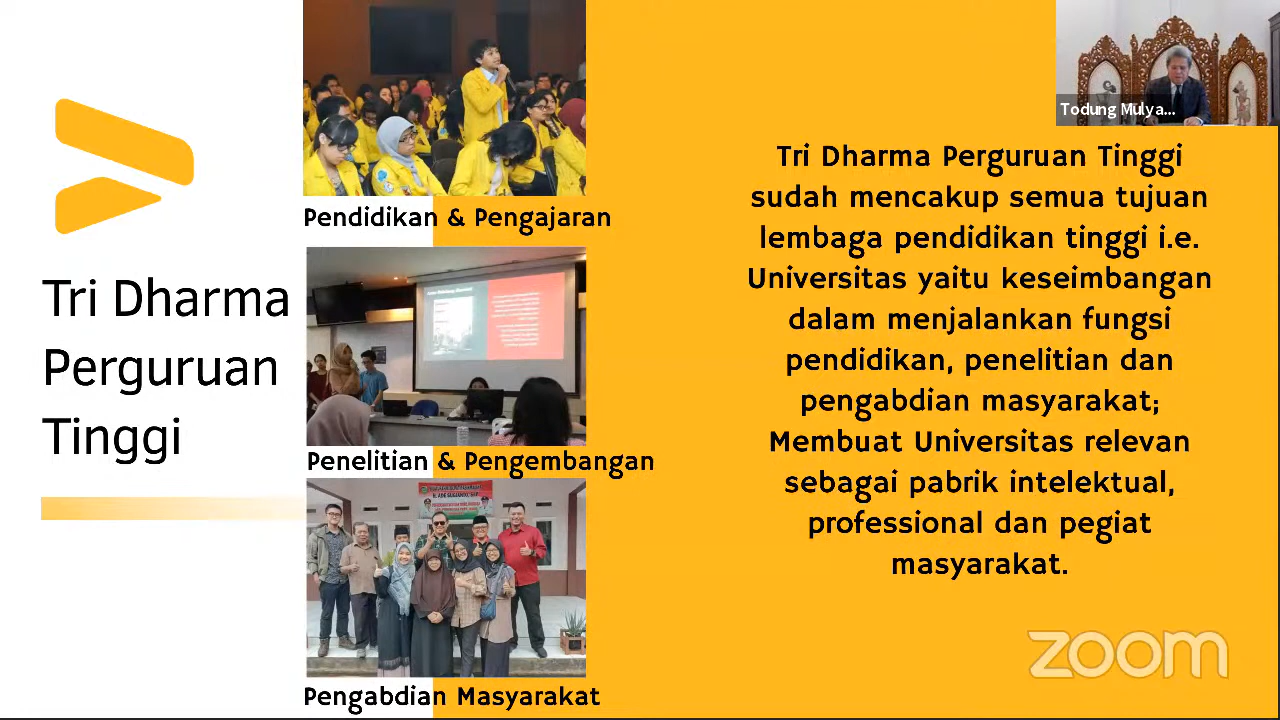 Tri Dharma
Perguruan
Tinggi
Pendidikan & Pengajaran
Penelitian & Pengembangan
Pengabdian Masyarakat
Todung Mulya...
Tri Dharma Perguruan Tinggi
sudah mencakup semua tujuan
lembaga pendidikan tinggi i.e.
Universitas yaitu keseimbangan
dalam menjalankan fungsi
pendidikan, penelitian dan
pengabdian masyarakat;
Membuat Universitas relevan
sebagai pabrik intelektual,
professional dan pegiat
masyarakat.
zoom